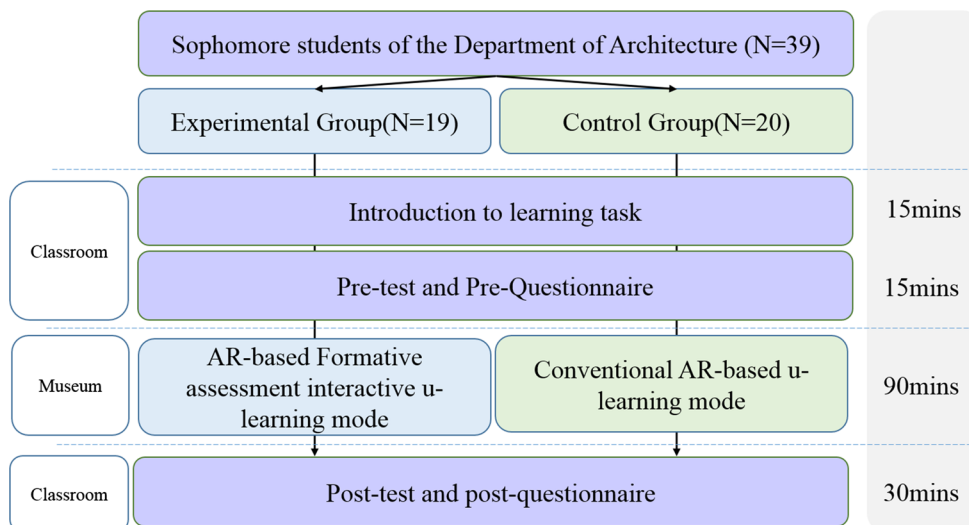 Sophomore students of the Department of Architecture (N=39)
Experimental Group(N=19)
Control Group(N=20)
Classroom
Introduction to learning task
15mins
Pre-test and Pre-Questionnaire
15mins
Museum
AR-based Formative
assessment interactive u-
learning mode
Conventional AR-based u-
learning mode
90mins
Classroom
Post-test and post-questionnaire
30mins